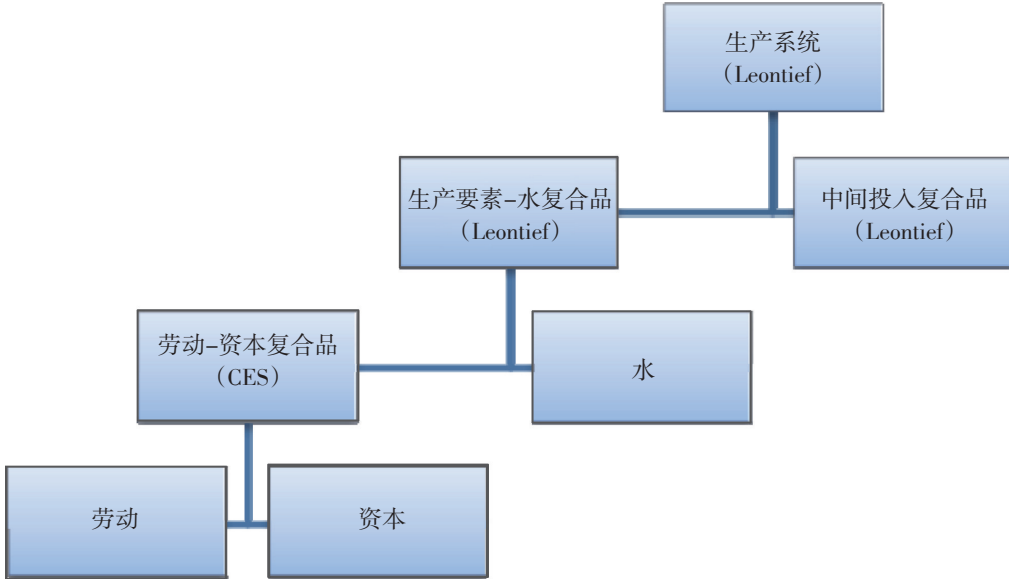 生产系统
（Leontief）
生产要素-水复合品
（Leontief）
中间投入复合品
（Leontief）
劳动-资本复合品
（CES）
水
劳动
资本